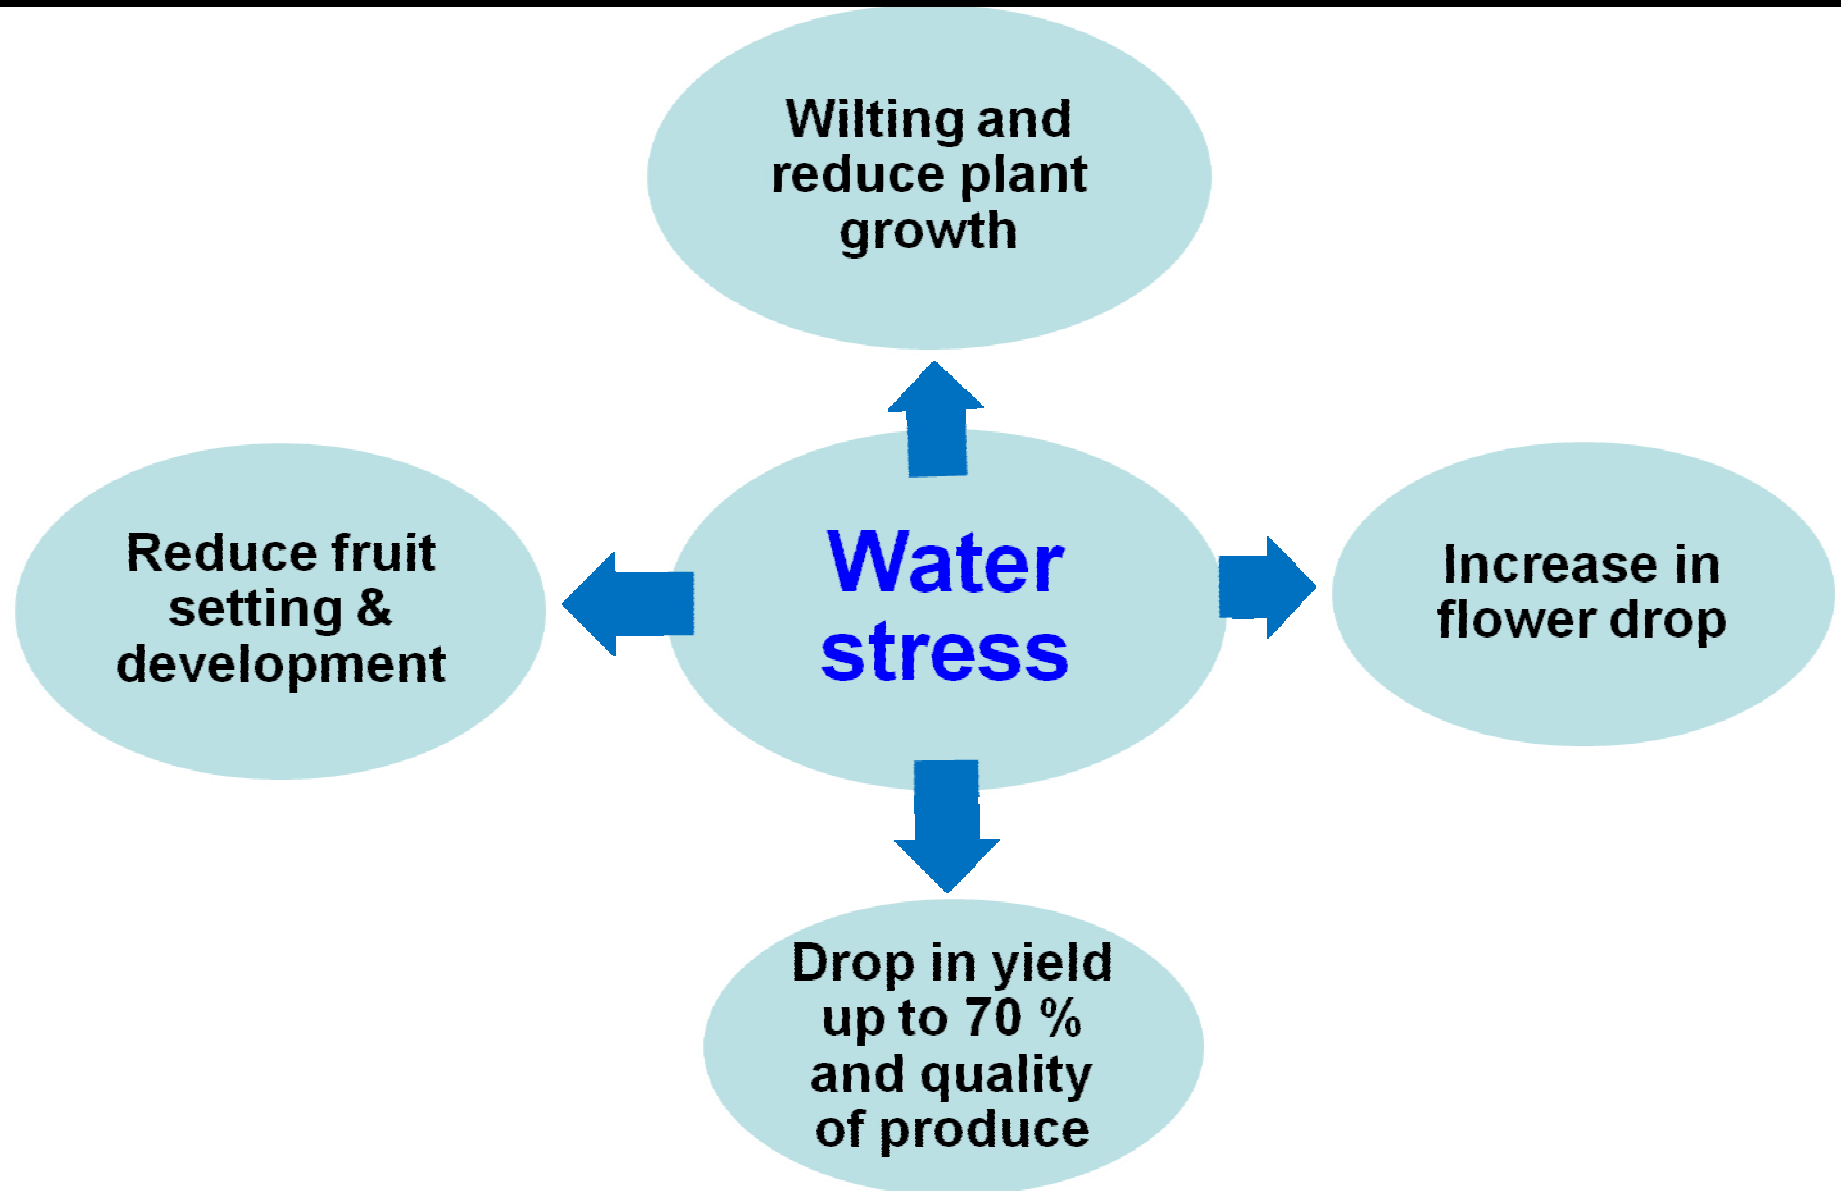 Wilting and
reduce plant
growth
Reduce fruit
setting &
development
Water
stress
Increase in
flower drop
Drop in yield
up to 70 %
and quality
of produce